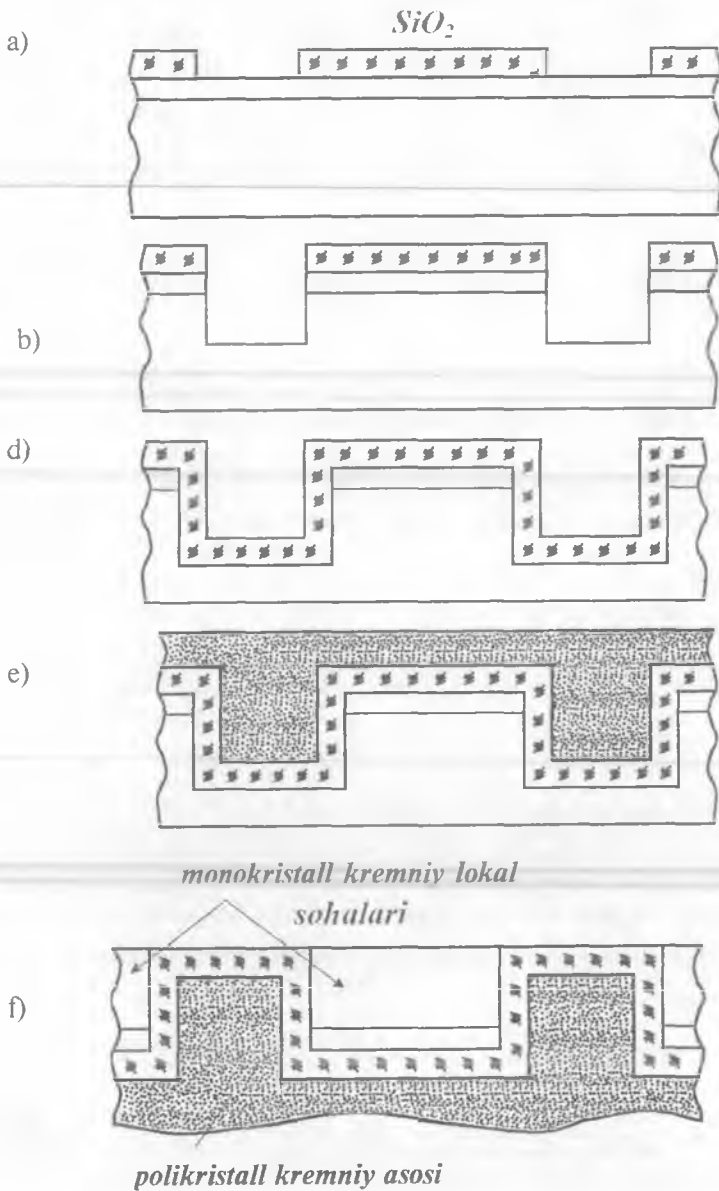 SiO₂
a)
b)
d)
e)
monokristall kremniy lokal
sohalari
f)
polikristall kremniy asosi